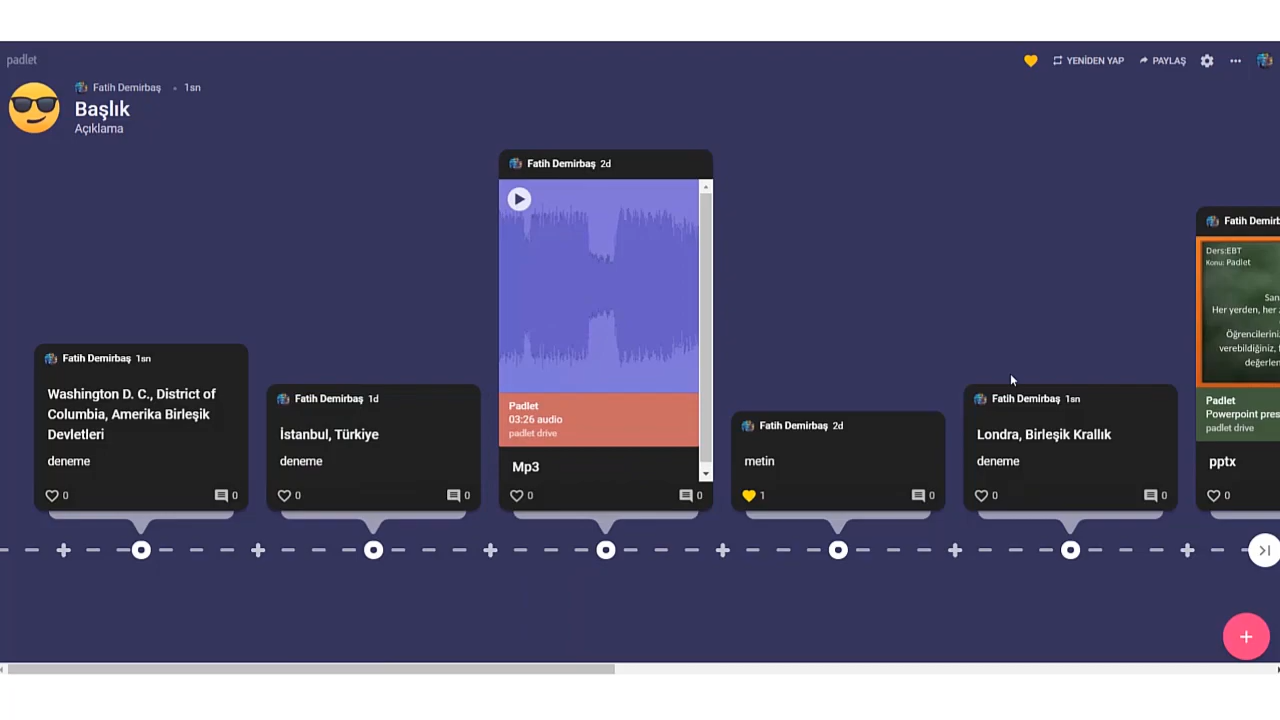 padlet
YENİDEN YAP
PAYLAŞ
Fatih Demirbaş • 1sn
Başlık
Açıklama
Fatih Demirbaş 1sn
Washington D. C., District of
Columbia, Amerika Birleşik
Devletleri
deneme
0
0
Fatih Demirbaş 1d
İstanbul, Türkiye
deneme
0
0
Fatih Demirbaş 2d
Padlet
03:26 audio
padlet drive
Mp3
0
0
Fatih Demirbaş 2d
metin
1
0
Fatih Demirbaş 1sn
Londra, Birleşik Krallık
deneme
0
0
Fatih Demirb
Ders:EBT
Konu: Padlet
San
Her yerden, her
Öğrencilerini
verebildiğiniz,
değerlen
Padlet
Powerpoint pres
padlet drive
pptx
0